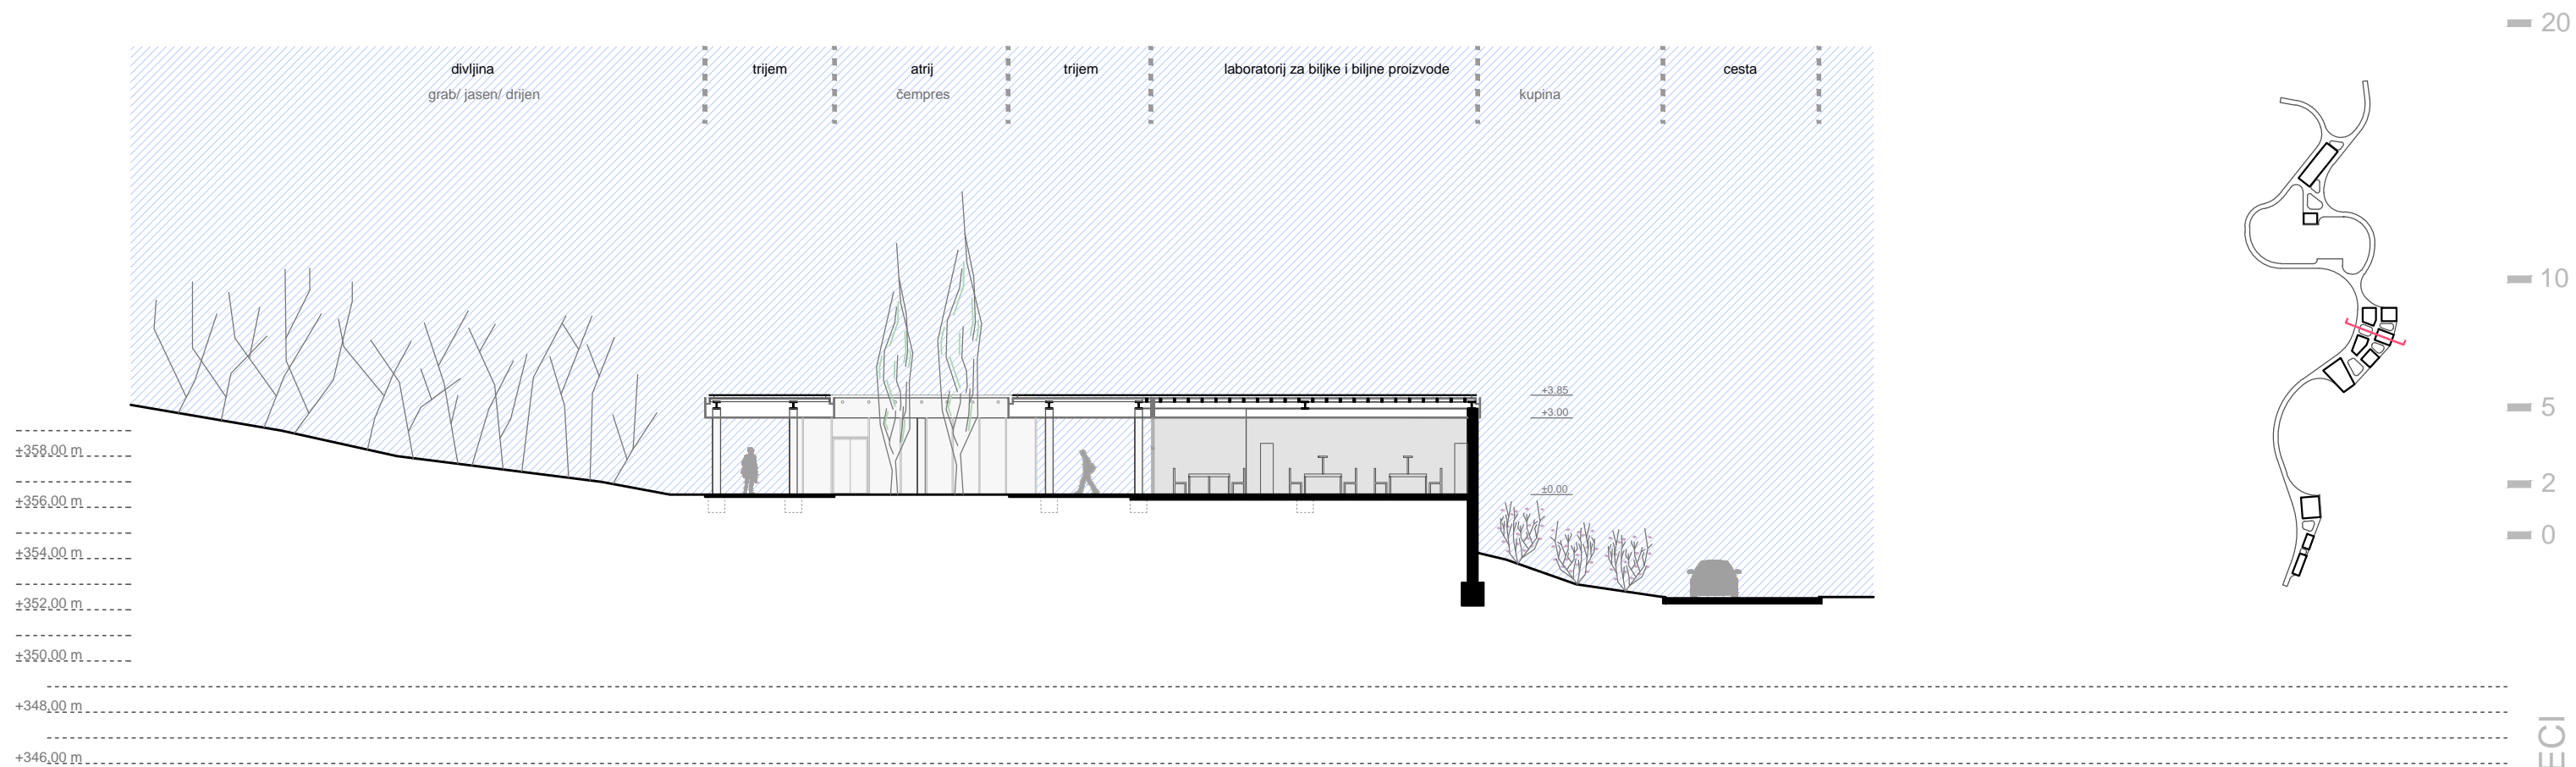 20
divljina
trijem
atrij
trijem
laboratorij za biljke i biljne proizvode
cesta
grab/ jasen/ drijen
čempres
kupina
10
+3.85
5
+3.00
+358,00 m
2
±0.00
+356,00 m
0
+354,00 m
+352,00 m
+350,00 m
+348,00 m
ECI
+346,00 m